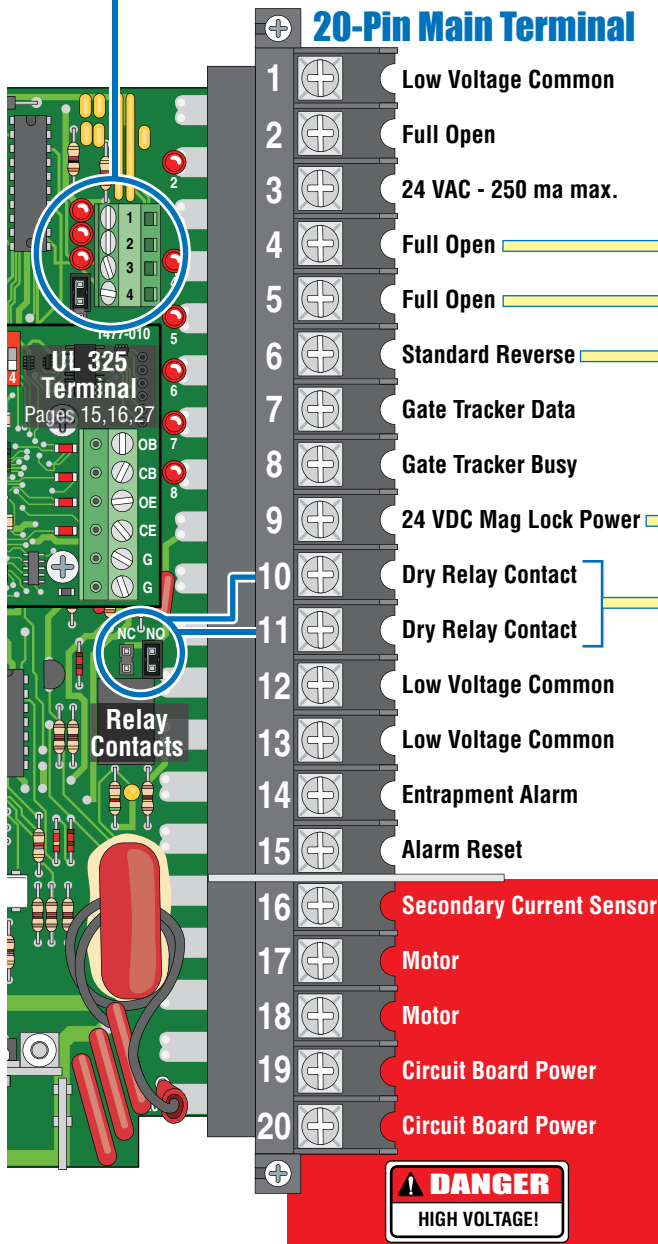 20-Pin Main Terminal
1 Low Voltage Common
2 Full Open
3 24 VAC - 250 ma max.
4 Full Open
5 Full Open
6 Standard Reverse
7 Gate Tracker Data
8 Gate Tracker Busy
9 24 VDC Mag Lock Power
10 Dry Relay Contact
11 Dry Relay Contact
12 Low Voltage Common
13 Low Voltage Common
14 Entrapment Alarm
15 Alarm Reset
16 Secondary Current Sensor
17 Motor
18 Motor
19 Circuit Board Power
20 Circuit Board Power
DANGER
HIGH VOLTAGE!
2
1
2
3
4
1477-010
5
6
7
8
4
UL 325
Terminal
Pages 15,16,27
OB
CB
OE
CE
G
G
NC NO
Relay
Contacts